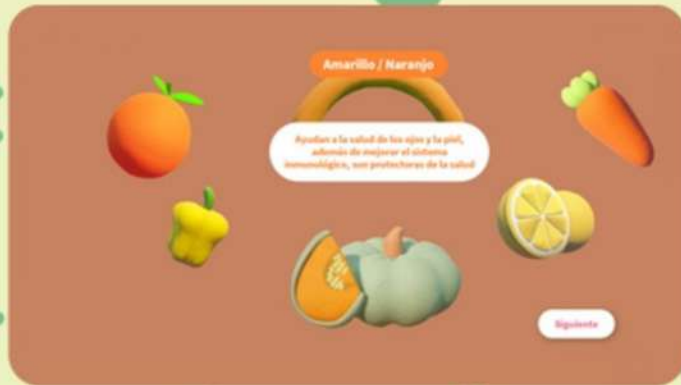 Amarillo / Naranjo
Ayudan a la salud de los ojos y la piel,
además de mejorar el sistema
inmunológico, son protectoras de la salud
Siguiente